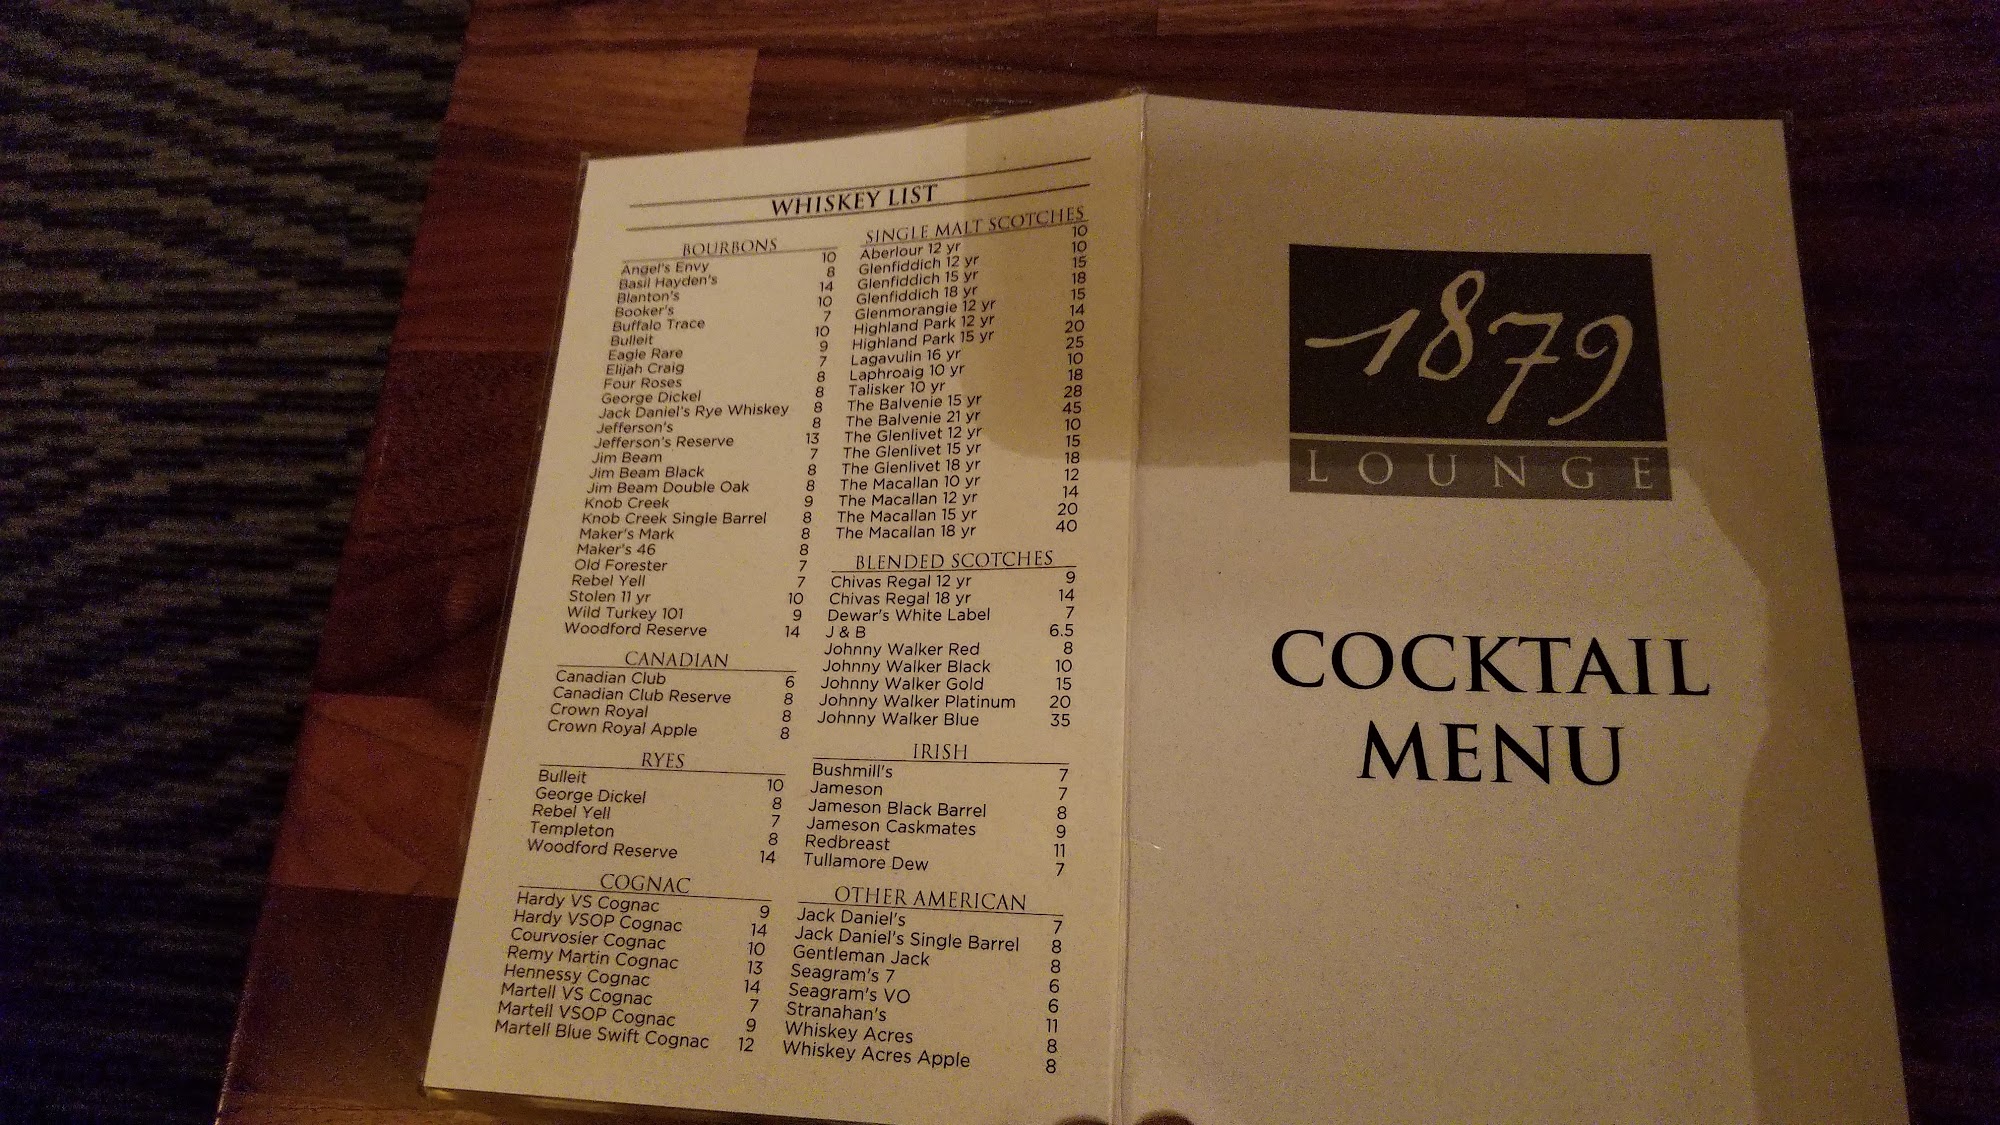 WHISKEY LIST
BOURBONS
Angel's Envy 10
Basil Hayden's 8
Blanton's 14
Booker's 10
Buffalo Trace 7
Bulleit 10
Eagle Rare 9
Elijah Craig 7
Four Roses 8
George Dickel 8
Jack Daniel's Rye Whiskey 8
Jefferson's 8
Jefferson's Reserve 13
Jim Beam 7
Jim Beam Black 8
Jim Beam Double Oak 8
Knob Creek 9
Knob Creek Single Barrel 8
Maker's Mark 8
Maker's 46 8
Old Forester 7
Rebel Yell 7
Stolen 11 yr 10
Wild Turkey 101 9
Woodford Reserve 14
CANADIAN
Canadian Club 6
Canadian Club Reserve 8
Crown Royal 8
Crown Royal Apple 8
RYES
Bulleit 10
George Dickel 8
Rebel Yell 7
Templeton 8
Woodford Reserve 14
COGNAC
Hardy VS Cognac 9
Hardy VSOP Cognac 14
Courvosier Cognac 10
Remy Martin Cognac 13
Hennessy Cognac 14
Martell VS Cognac 7
Martell VSOP Cognac 9
Martell Blue Swift Cognac 12
SINGLE MALT SCOTCHES
Aberlour 12 yr 10
Glenfiddich 12 yr 10
Glenfiddich 15 yr 15
Glenfiddich 18 yr 18
Glenmorangie 12 yr 15
Highland Park 12 yr 14
Highland Park 15 yr 20
Lagavulin 16 yr 25
Laphroaig 10 yr 10
Talisker 10 yr 18
The Balvenie 15 yr 28
The Balvenie 21 yr 45
The Glenlivet 12 yr 10
The Glenlivet 15 yr 15
The Glenlivet 18 yr 18
The Macallan 10 yr 12
The Macallan 12 yr 14
The Macallan 15 yr 20
The Macallan 18 yr 40
BLENDED SCOTCHES
Chivas Regal 12 yr 9
Chivas Regal 18 yr 14
Dewar's White Label 7
J & B 6.5
Johnny Walker Red 8
Johnny Walker Black 10
Johnny Walker Gold 15
Johnny Walker Platinum 20
Johnny Walker Blue 35
IRISH
Bushmill's 7
Jameson 7
Jameson Black Barrel 8
Jameson Caskmates 9
Redbreast 11
Tullamore Dew 7
OTHER AMERICAN
Jack Daniel's 7
Jack Daniel's Single Barrel 8
Gentleman Jack 8
Seagram's 7 6
Seagram's VO 6
Stranahan's 11
Whiskey Acres 8
Whiskey Acres Apple 8
1879
LOUNGE
COCKTAIL
MENU